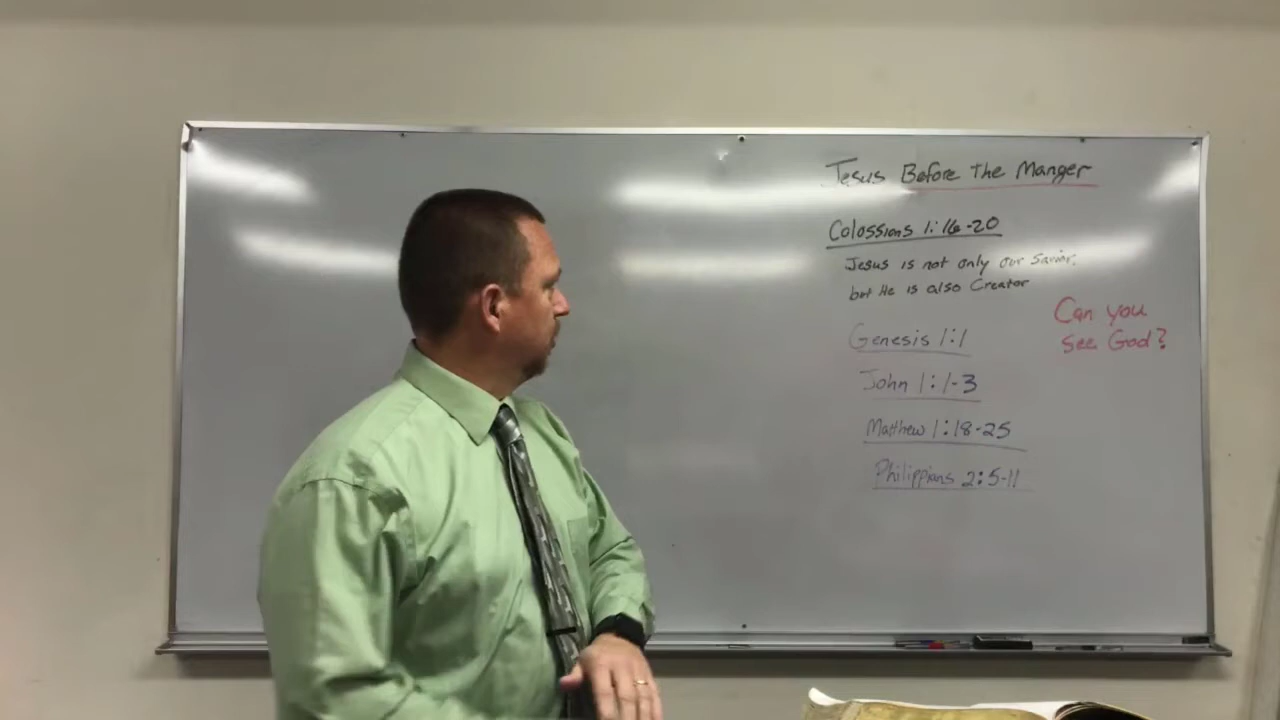 Jesus Before the Manger
Colossians 1:16-20
Jesus is not only our Savior,
but He is also Creator
Can you
see God?
Genesis 1:1
John 1:1-3
Matthew 1:18-25
Philippians 2:5-11